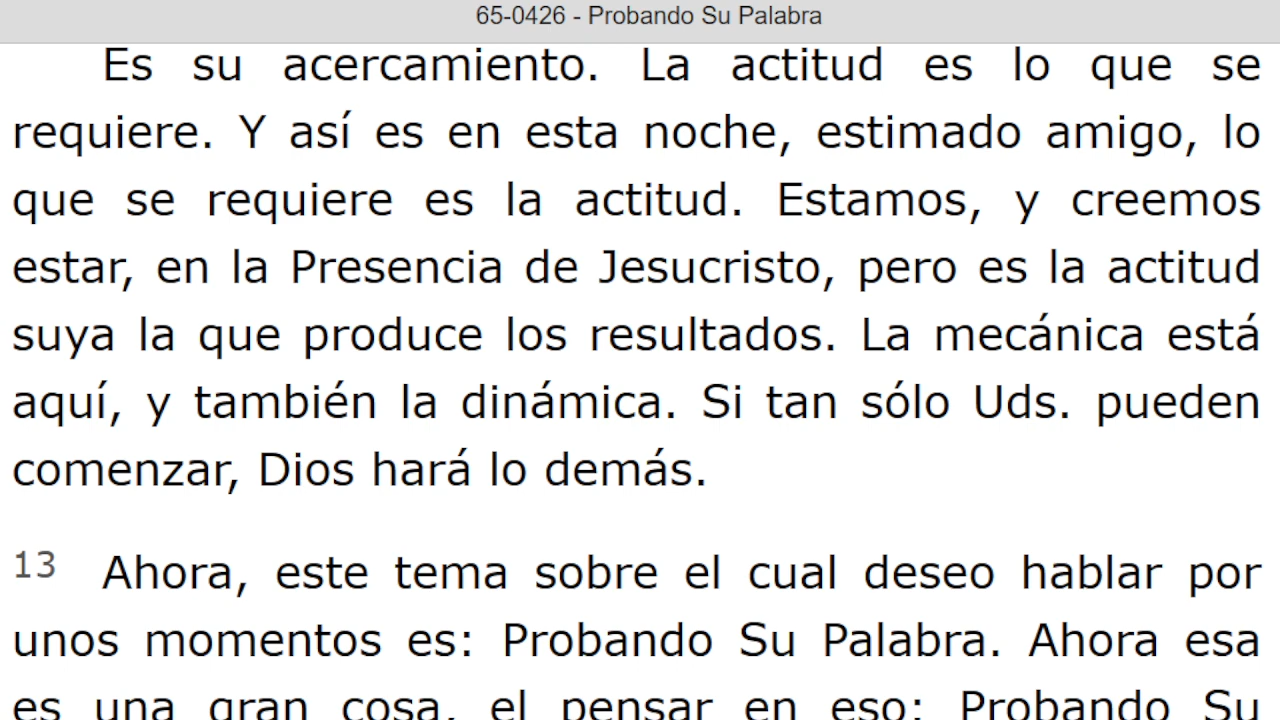 65-0426 - Probando Su Palabra
Es su acercamiento. La actitud es lo que se
requiere. Y así es en esta noche, estimado amigo, lo
que se requiere es la actitud. Estamos, y creemos
estar, en la Presencia de Jesucristo, pero es la actitud
suya la que produce los resultados. La mecánica está
aquí, y también la dinámica. Si tan sólo Uds. pueden
comenzar, Dios hará lo demás.
13 Ahora, este tema sobre el cual deseo hablar por
unos momentos es: Probando Su Palabra. Ahora esa
es una gran cosa, el pensar en eso: Probando Su